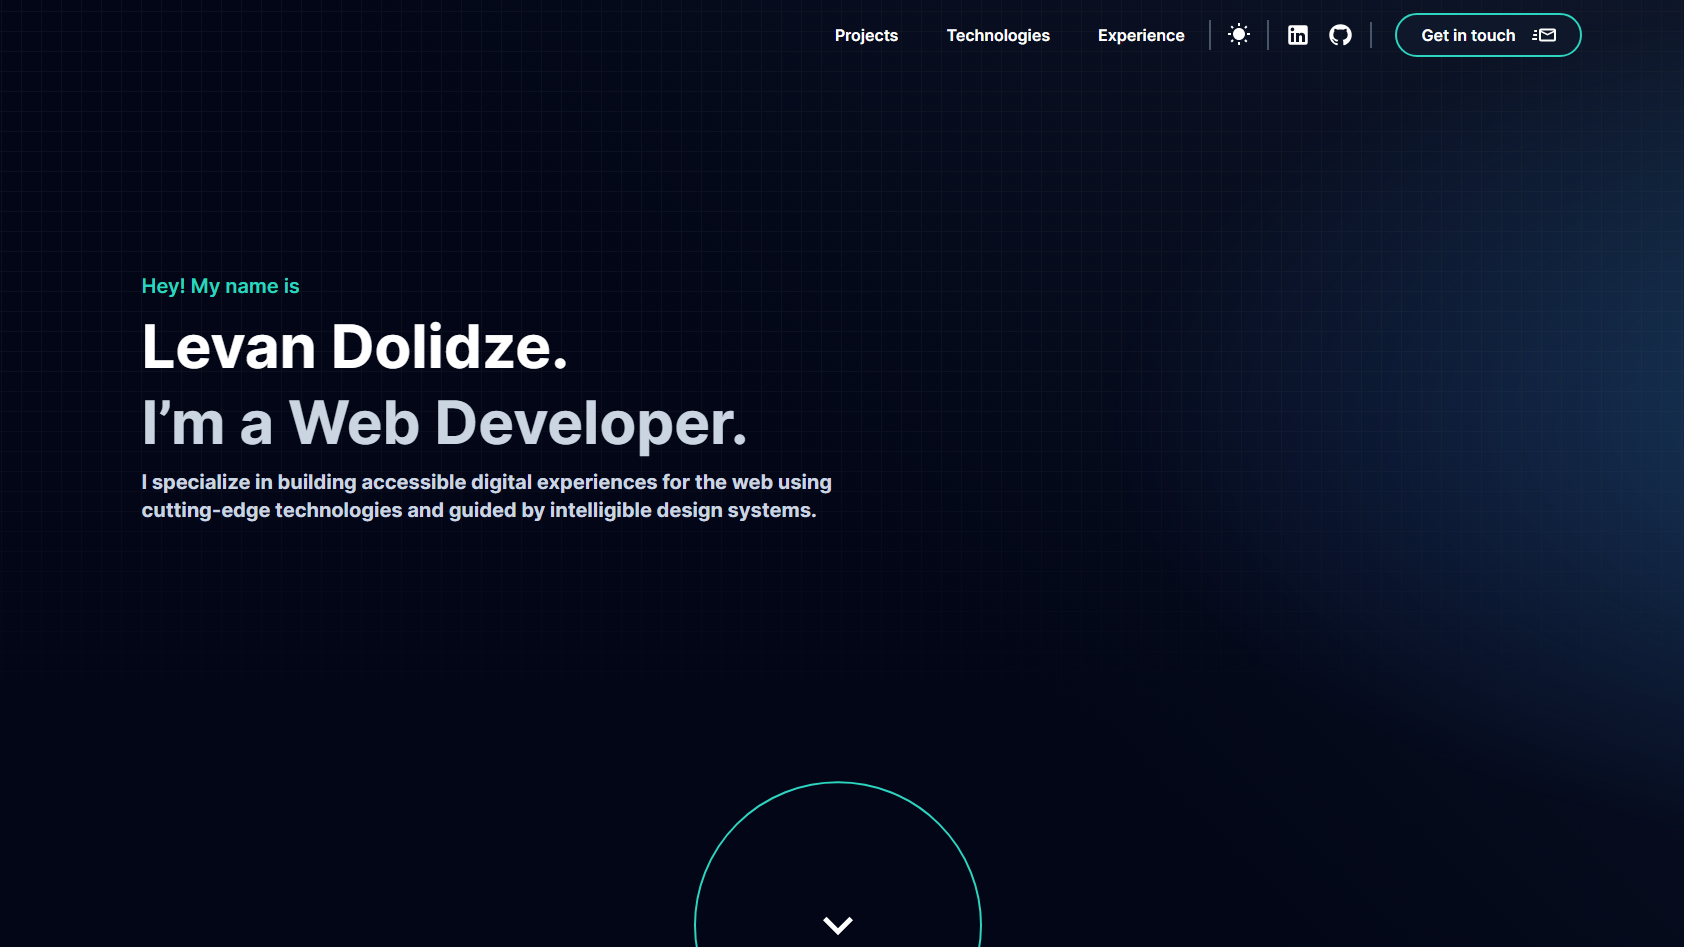 Projects
Technologies
Experience
Get in touch
Hey! My name is
Levan Dolidze.
I’m a Web Developer.
I specialize in building accessible digital experiences for the web using
cutting-edge technologies and guided by intelligible design systems.